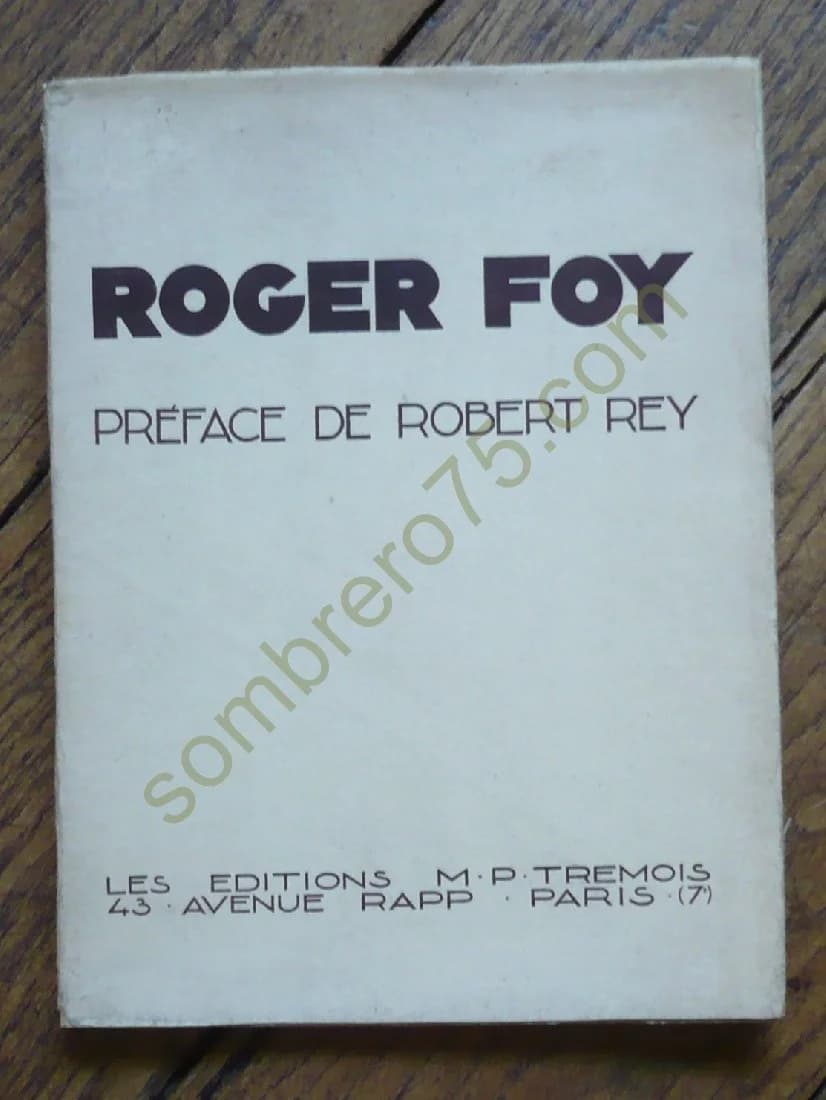 ROGER FOY
PRÉFACE DE ROBERT REY
sombrero75.com
LES EDITIONS M·P·TREMOIS
43 · AVENUE RAPP · PARIS · (7e)